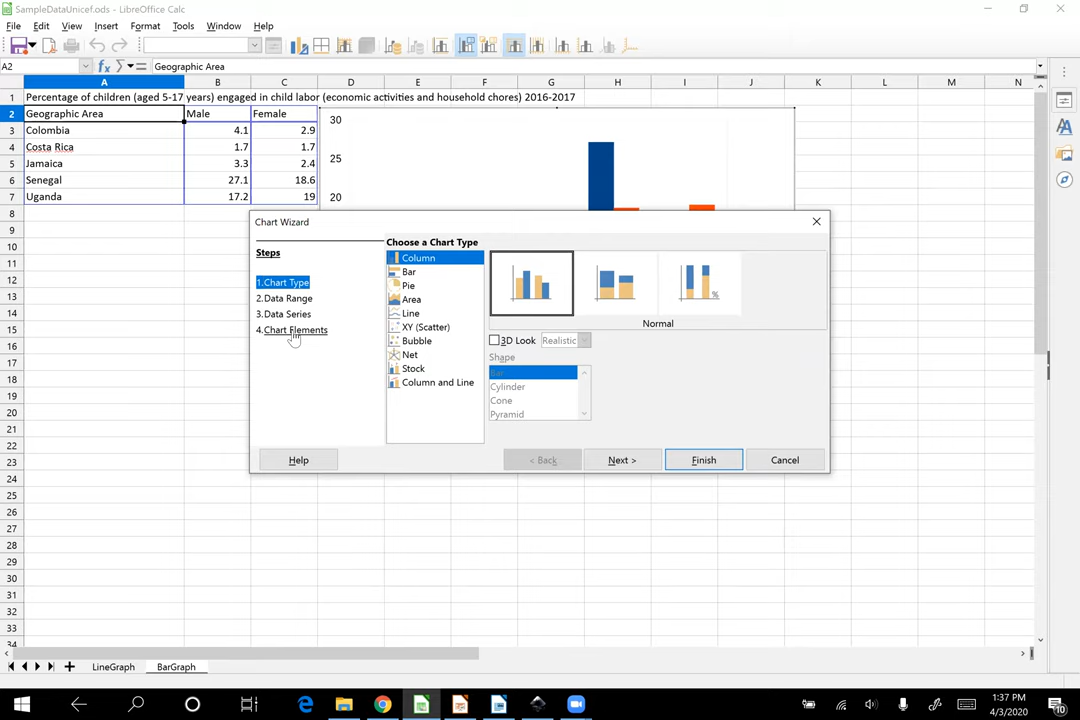 SampleDataUnicef.ods - LibreOffice Calc
File Edit View Insert Format Tools Window Help
A2 Geographic Area
A B C D E F G H I J K L M N
1 Percentage of children (aged 5-17 years) engaged in child labor (economic activities and household chores) 2016-2017
2 Geographic Area Male Female
3 Colombia 4.1 2.9
4 Costa Rica 1.7 1.7
5 Jamaica 3.3 2.4
6 Senegal 27.1 18.6
7 Uganda 17.2 19
30
25
20
8
9
10
11
12
13
14
15
16
17
18
19
20
21
22
23
24
25
26
27
28
29
30
31
32
33
34
Chart Wizard
Steps
1.Chart Type
2.Data Range
3.Data Series
4.Chart Elements
Choose a Chart Type
Column
Bar
Pie
Area
Line
XY (Scatter)
Bubble
Net
Stock
Column and Line
%
Normal
3D Look Realistic
Shape
Bar
Cylinder
Cone
Pyramid
Help < Back Next > Finish Cancel
LineGraph BarGraph
1:37 PM
4/3/2020
10